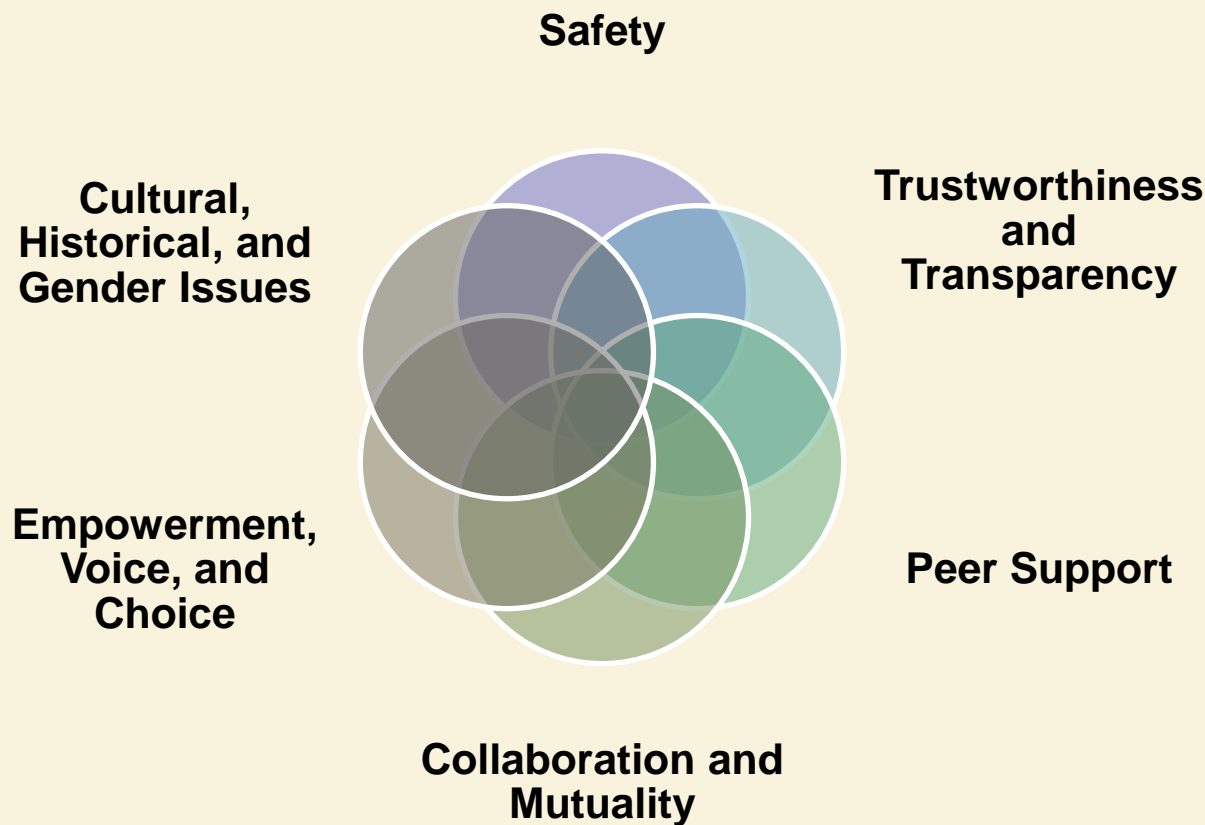 Safety
Trustworthiness
and
Transparency
Peer Support
Collaboration and
Mutuality
Empowerment,
Voice, and
Choice
Cultural,
Historical, and
Gender Issues